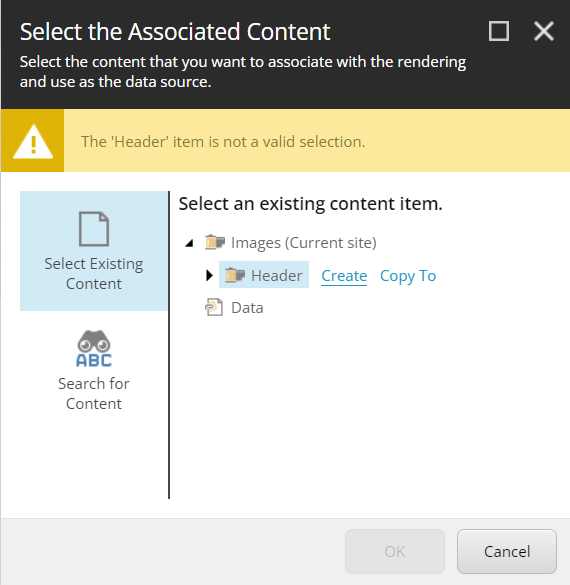 Select the Associated Content
Select the content that you want to associate with the rendering
and use as the data source.
The 'Header' item is not a valid selection.
Select Existing
Content
ABC
Search for
Content
Select an existing content item.
Images (Current site)
Header Create Copy To
Data
OK Cancel